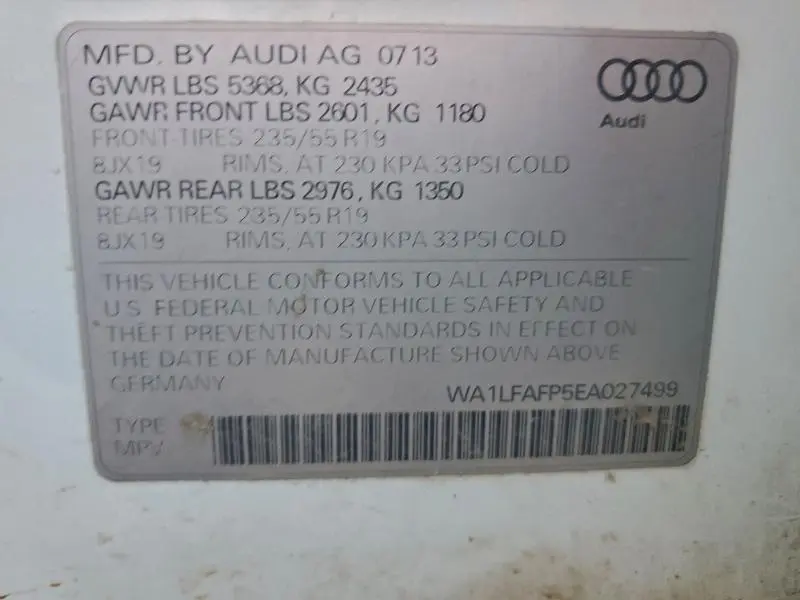 MFD. BY AUDI AG 0713
GVWR LBS 5368, KG 2435
GAWR FRONT LBS 2601, KG 1180
FRONT TIRES 235/55 R19
8JX19 RIMS, AT 230 KPA 33 PSI COLD
GAWR REAR LBS 2976, KG 1350
REAR TIRES 235/55 R19
8JX19 RIMS, AT 230 KPA 33 PSI COLD
Audi
THIS VEHICLE CONFORMS TO ALL APPLICABLE
U.S. FEDERAL MOTOR VEHICLE SAFETY AND
THEFT PREVENTION STANDARDS IN EFFECT ON
THE DATE OF MANUFACTURE SHOWN ABOVE
GERMANY WA1LFAFP5EA027499
TYPE
MPV